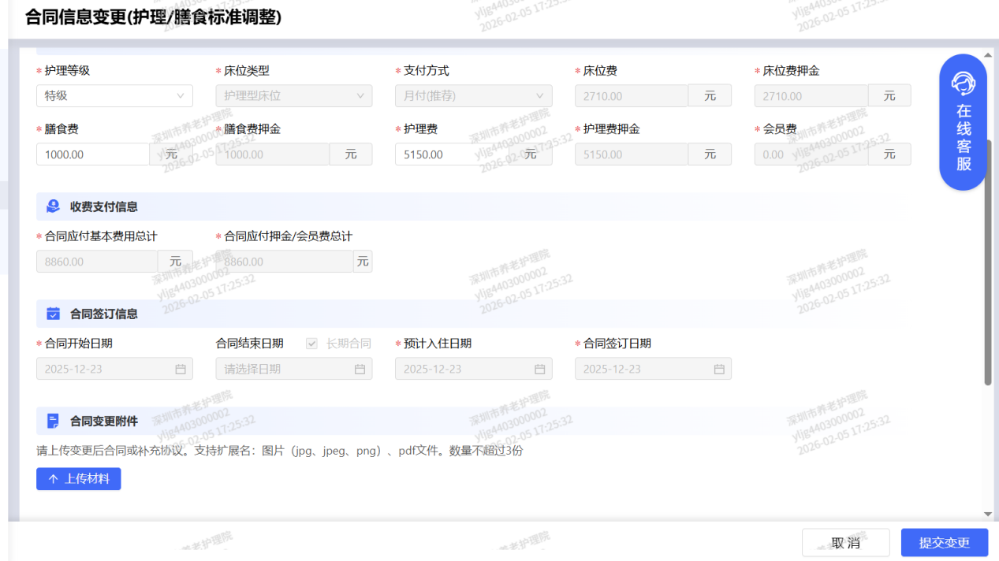 合同信息变更(护理/膳食标准调整)
* 护理等级 * 床位类型 * 支付方式 * 床位费 * 床位费押金
特级 护理型床位 月付(推荐) 2710.00 元 2710.00 元
* 膳食费 * 膳食费押金 * 护理费 * 护理费押金 * 会员费
1000.00 元 1000.00 元 5150.00 元 5150.00 元 0.00 元
在线客服
收费支付信息
* 合同应付基本费用总计 * 合同应付押金/会员费总计
8860.00 元 8860.00 元
合同签订信息
* 合同开始日期 合同结束日期 长期合同 * 预计入住日期 * 合同签订日期
2025-12-23 请选择日期 2025-12-23 2025-12-23
合同变更附件
请上传变更后合同或补充协议。支持扩展名：图片（jpg、jpeg、png）、pdf文件。数量不超过3份
上传材料
取 消 提交变更
深圳市养老护理院
yljg4403000002
2026-02-05 17:25:32